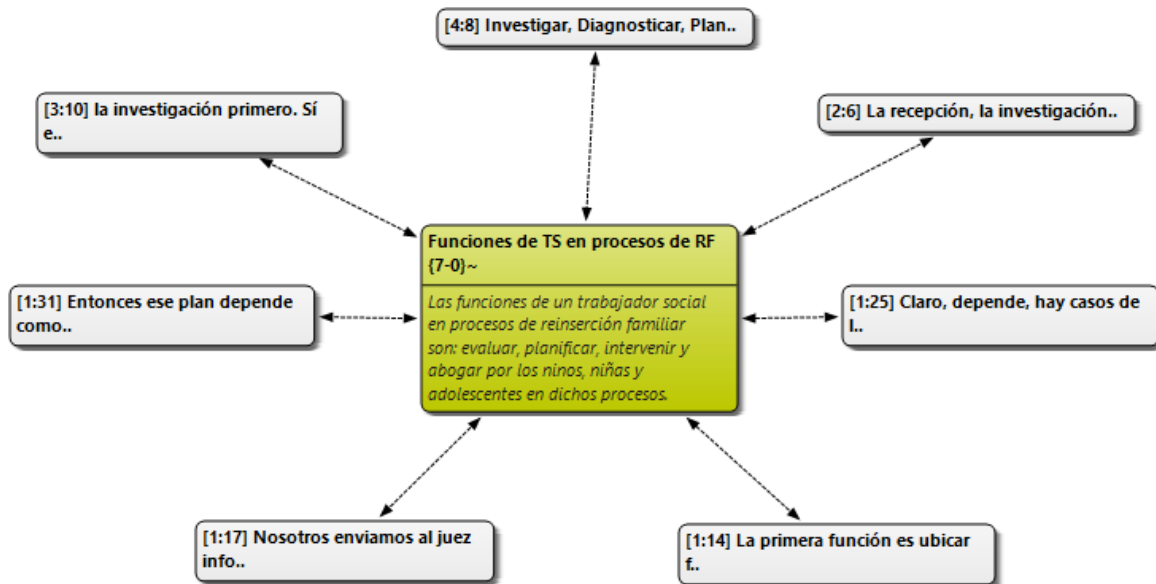 [4:8] Investigar, Diagnosticar, Plan..
[3:10] la investigación primero. Sí
e..
[2:6] La recepción, la investigación..
Funciones de TS en procesos de RF
{7-0}~
Las funciones de un trabajador social
en procesos de reinserción familiar
son: evaluar, planificar, intervenir y
abogar por los ninos, niñas y
adolescentes en dichos procesos.
[1:31] Entonces ese plan depende
como..
[1:25] Claro, depende, hay casos de
l..
[1:17] Nosotros enviamos al juez
info..
[1:14] La primera función es ubicar
f..